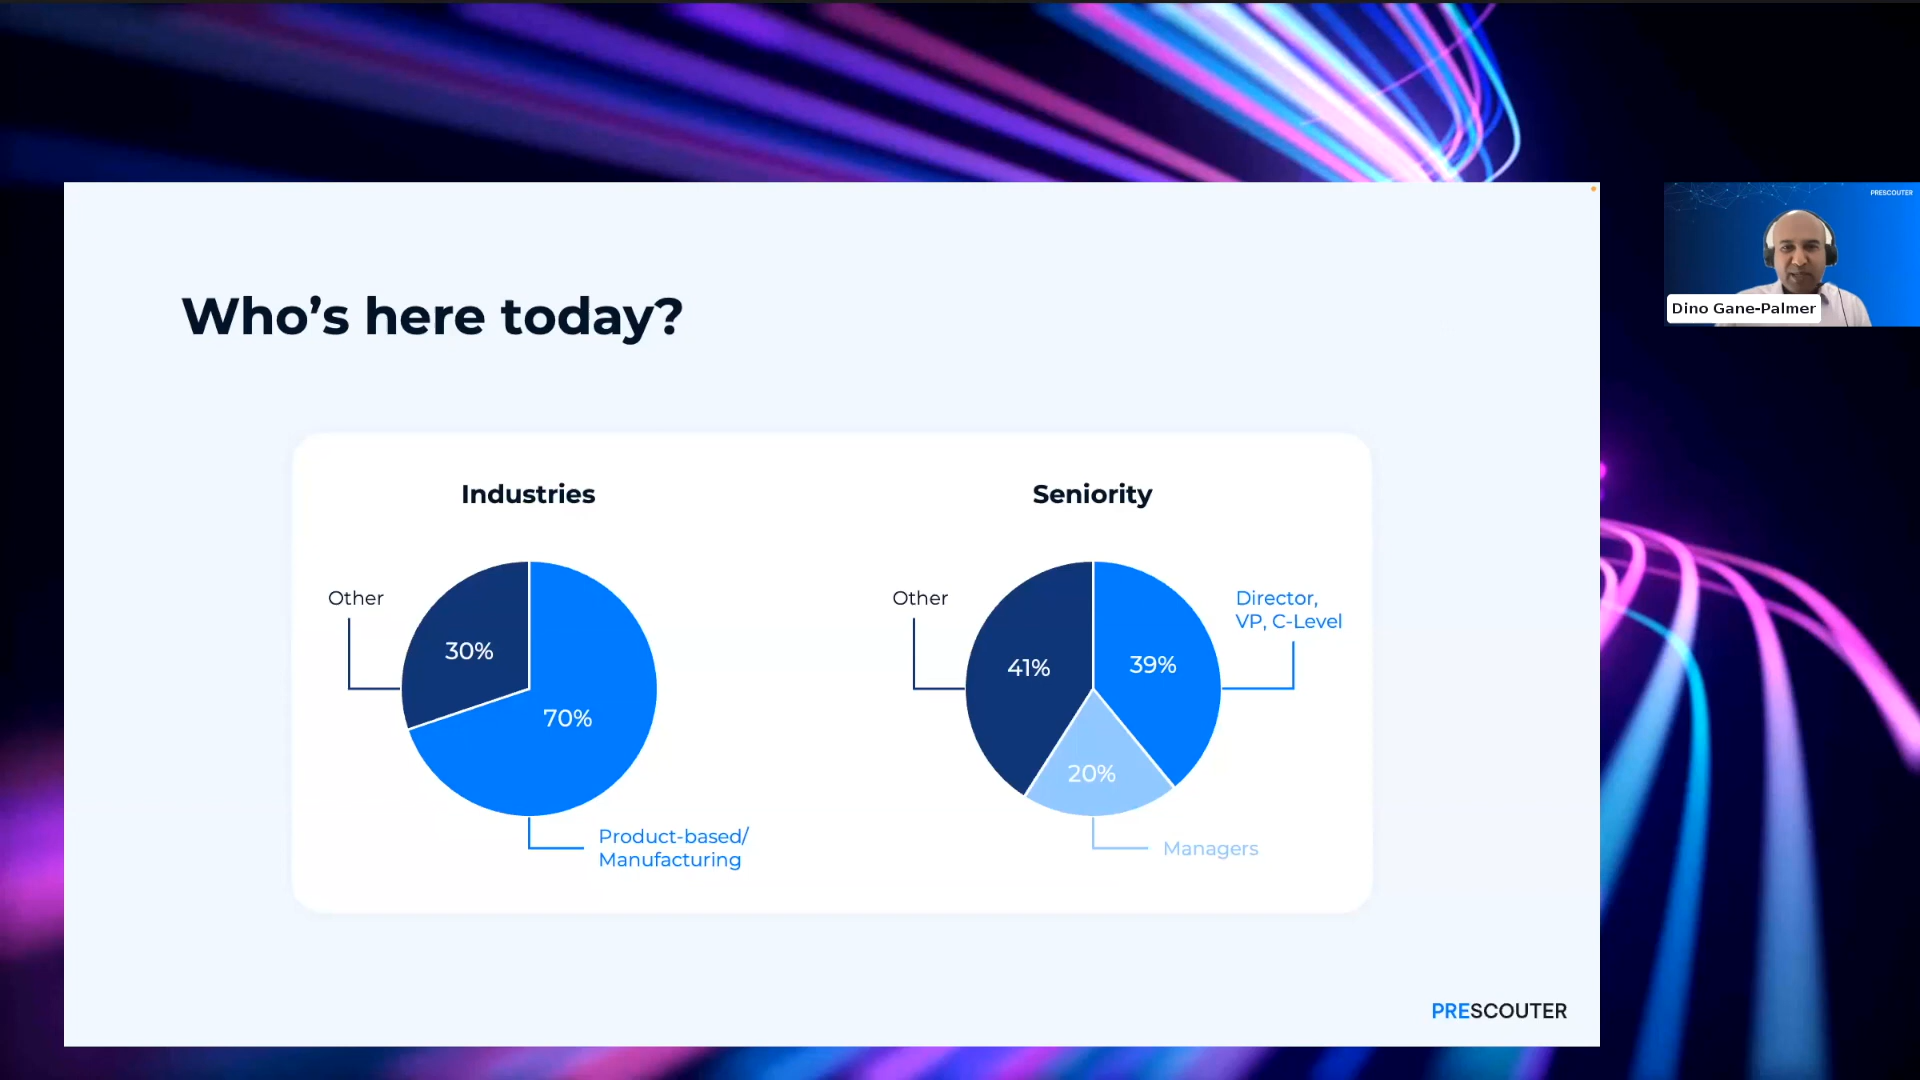 PRESCOUTER
Dino Gane-Palmer
Who's here today?
Industries
Other
30%
70%
Product-based/
Manufacturing
Seniority
Other
41%
39%
Director,
VP, C-Level
20%
Managers
PRESCOUTER